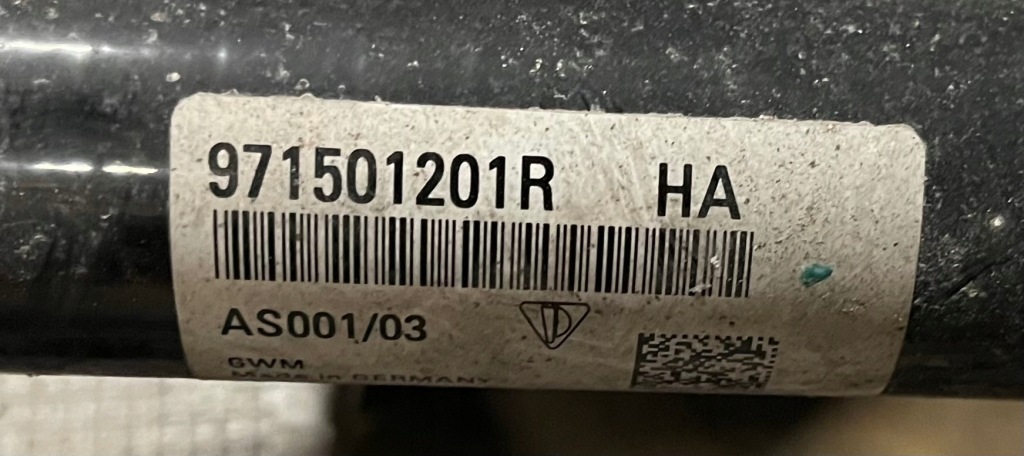 971501201R HA
AS001/03
GWM
MADE in GERMANY